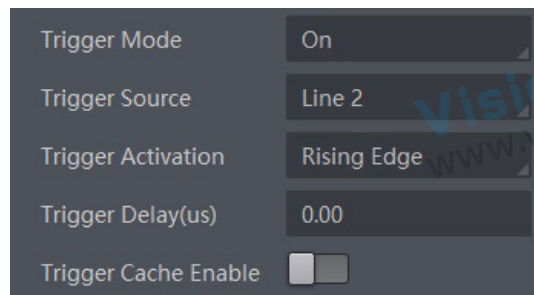 Trigger Mode On
Trigger Source Line 2
Trigger Activation Rising Edge
Trigger Delay(us) 0.00
Trigger Cache Enable